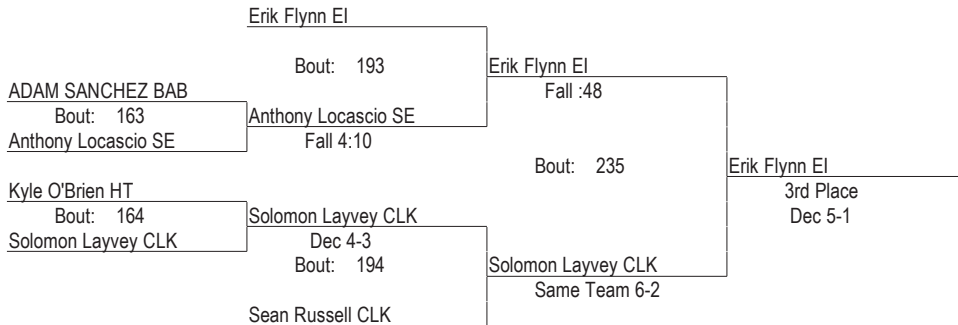 Erik Flynn EI
Bout: 193
Erik Flynn EI
ADAM SANCHEZ BAB
Fall :48
Bout: 163
Anthony Locascio SE
Anthony Locascio SE
Fall 4:10
Bout: 235
Erik Flynn EI
Kyle O'Brien HT
3rd Place
Bout: 164
Solomon Layvey CLK
Dec 5-1
Solomon Layvey CLK
Dec 4-3
Bout: 194
Solomon Layvey CLK
Same Team 6-2
Sean Russell CLK